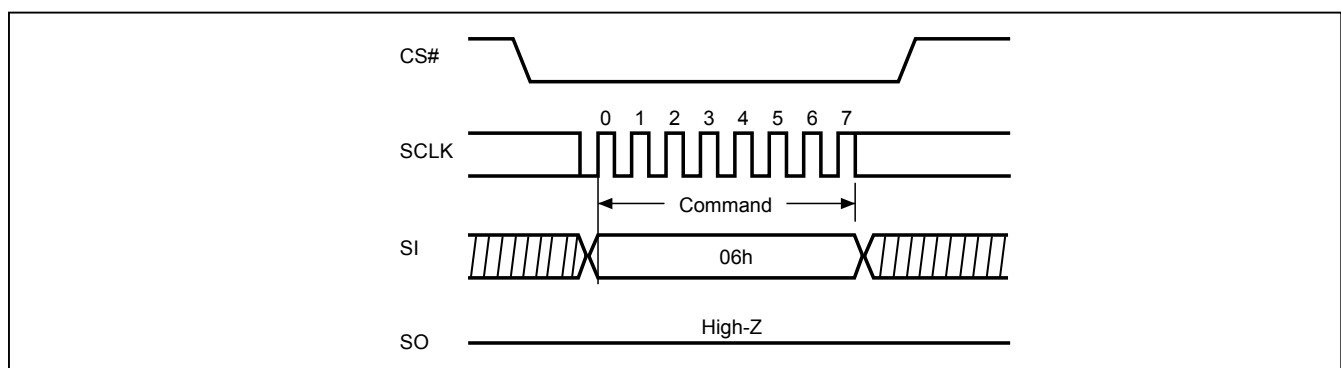 CS#
0 1 2 3 4 5 6 7
SCLK
Command
SI
06h
High-Z
SO